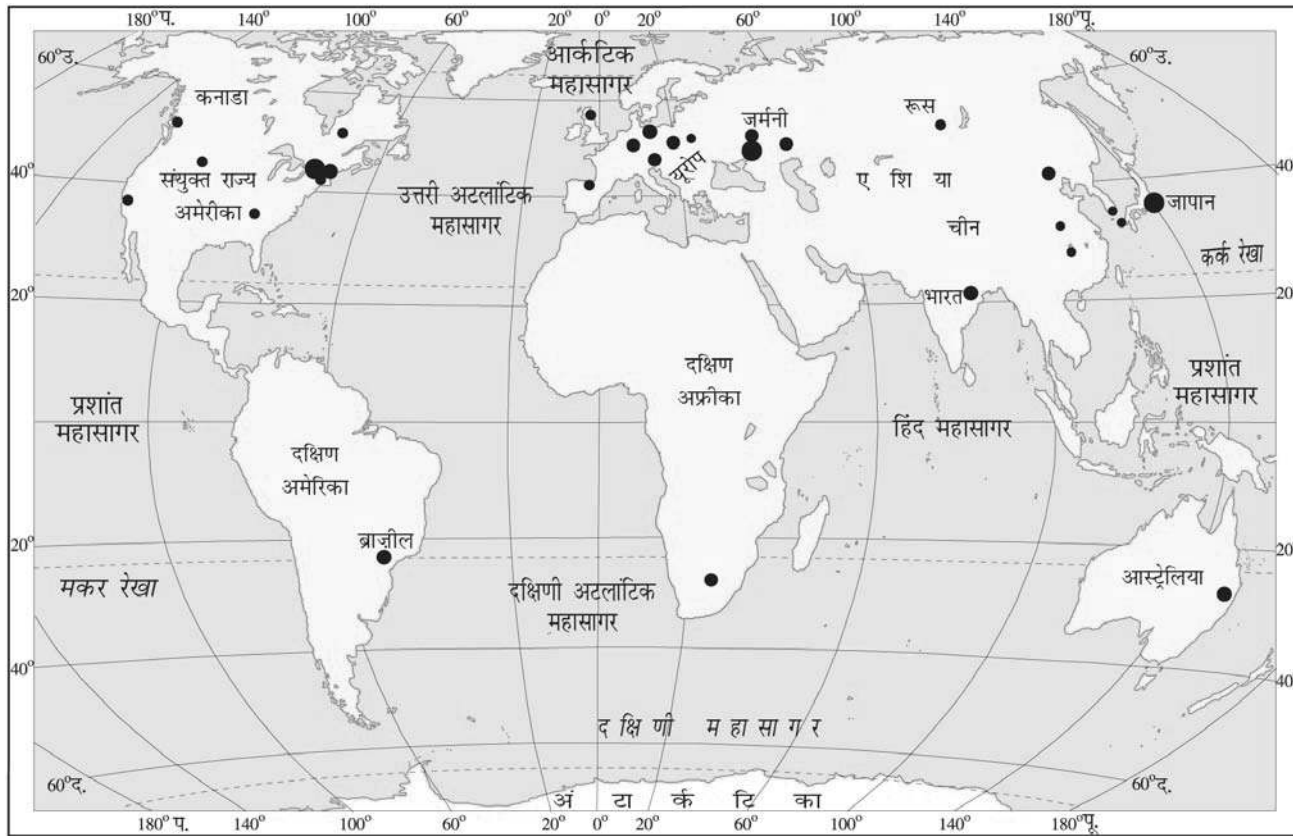 180°प. 140° 100° 60° 20° 0° 20° 60° 100° 140° 180°पू.
60°उ.
60°उ.
आर्कटिक
महासागर
कनाडा
रूस
जर्मनी
यूरोप
40°
40°
संयुक्त राज्य
अमेरीका
उत्तरी अटलांटिक
महासागर
ए शि या
जापान
चीन
कर्क रेखा
20°
20°
भारत
दक्षिण
अफ्रीका
प्रशांत
महासागर
प्रशांत
महासागर
हिंद महासागर
दक्षिण
अमेरिका
ब्राज़ील
20°
20°
मकर रेखा
दक्षिणी अटलांटिक
महासागर
आस्ट्रेलिया
40°
40°
द क्षि णी म हा सा ग र
60°द.
60°द.
अं टा र्क टि का
180° प. 140° 100° 60° 20° 0° 20° 60° 100° 140° 180° पू.